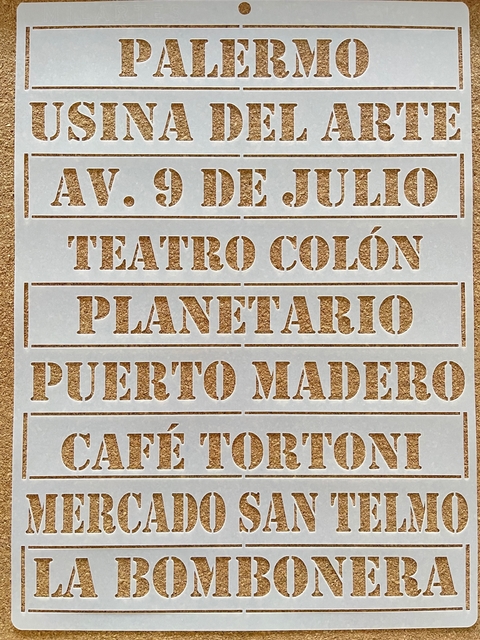 PALERMO
USINA DEL ARTE
AV. 9 DE JULIO
TEATRO COLÓN
PLANETARIO
PUERTO MADERO
CAFÉ TORTONI
MERCADO SAN TELMO
LA BOMBONERA